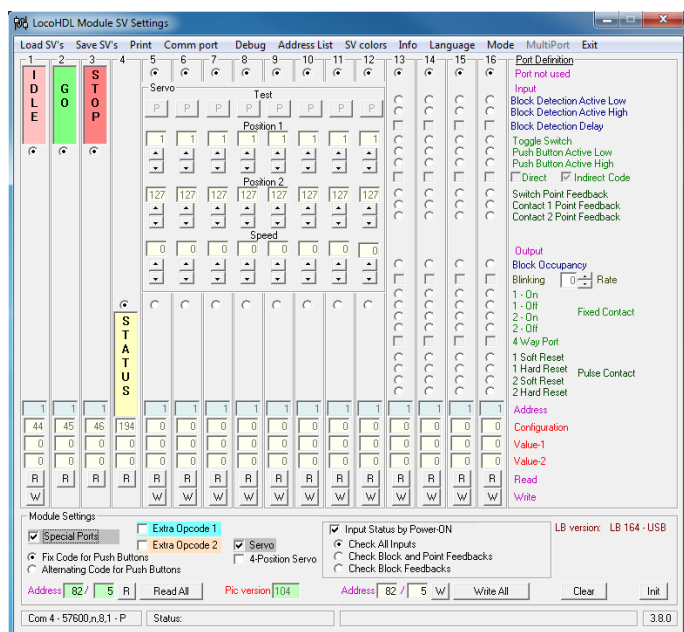 LocoHDL Module SV Settings
Load SV's Save SV's Print Comm port Debug Address List SV colors Info Language Mode MultiPort Exit
1 2 3 4 5 6 7 8 9 10 11 12 13 14 15 16 Port Definition
IDLE
GO
STOP
STATUS
Servo
Test
P P P P P P P P
Position 1
1 1 1 1 1 1 1 1
Position 2
127 127 127 127 127 127 127 127
Speed
0 0 0 0 0 0 0 0
Port not used
Input
Block Detection Active Low
Block Detection Active High
Block Detection Delay
Toggle Switch
Push Button Active Low
Push Button Active High
Direct Indirect Code
Switch Point Feedback
Contact 1 Point Feedback
Contact 2 Point Feedback
Output
Block Occupancy
Blinking 0 Rate
1 - On
1 - Off
2 - On
2 - Off
Fixed Contact
4 Way Port
1 Soft Reset
1 Hard Reset
2 Soft Reset
2 Hard Reset
Pulse Contact
1 1 1 1 1 1 1 1 1 1 1 1 1 1 1 1 Address
44 45 46 194 0 0 0 0 0 0 0 0 0 0 0 0 Configuration
0 0 0 0 0 0 0 0 0 0 0 0 0 0 0 0 Value-1
0 0 0 0 0 0 0 0 0 0 0 0 0 0 0 0 Value-2
R R R R R R R R R R R R R R R R Read
W W W W W W W W W W W W W Write
Module Settings
Special Ports
Extra Opcode 1
Extra Opcode 2
Servo
4-Position Servo
Fix Code for Push Buttons
Alternating Code for Push Buttons
Input Status by Power-ON
Check All Inputs
Check Block and Point Feedbacks
Check Block Feedbacks
LB version: LB 164 - USB
Address 82 / 5 R Read All Pic version 104 Address 82 / 5 W Write All Clear Init
Com 4 - 57600,n,8,1 - P Status: 3.8.0